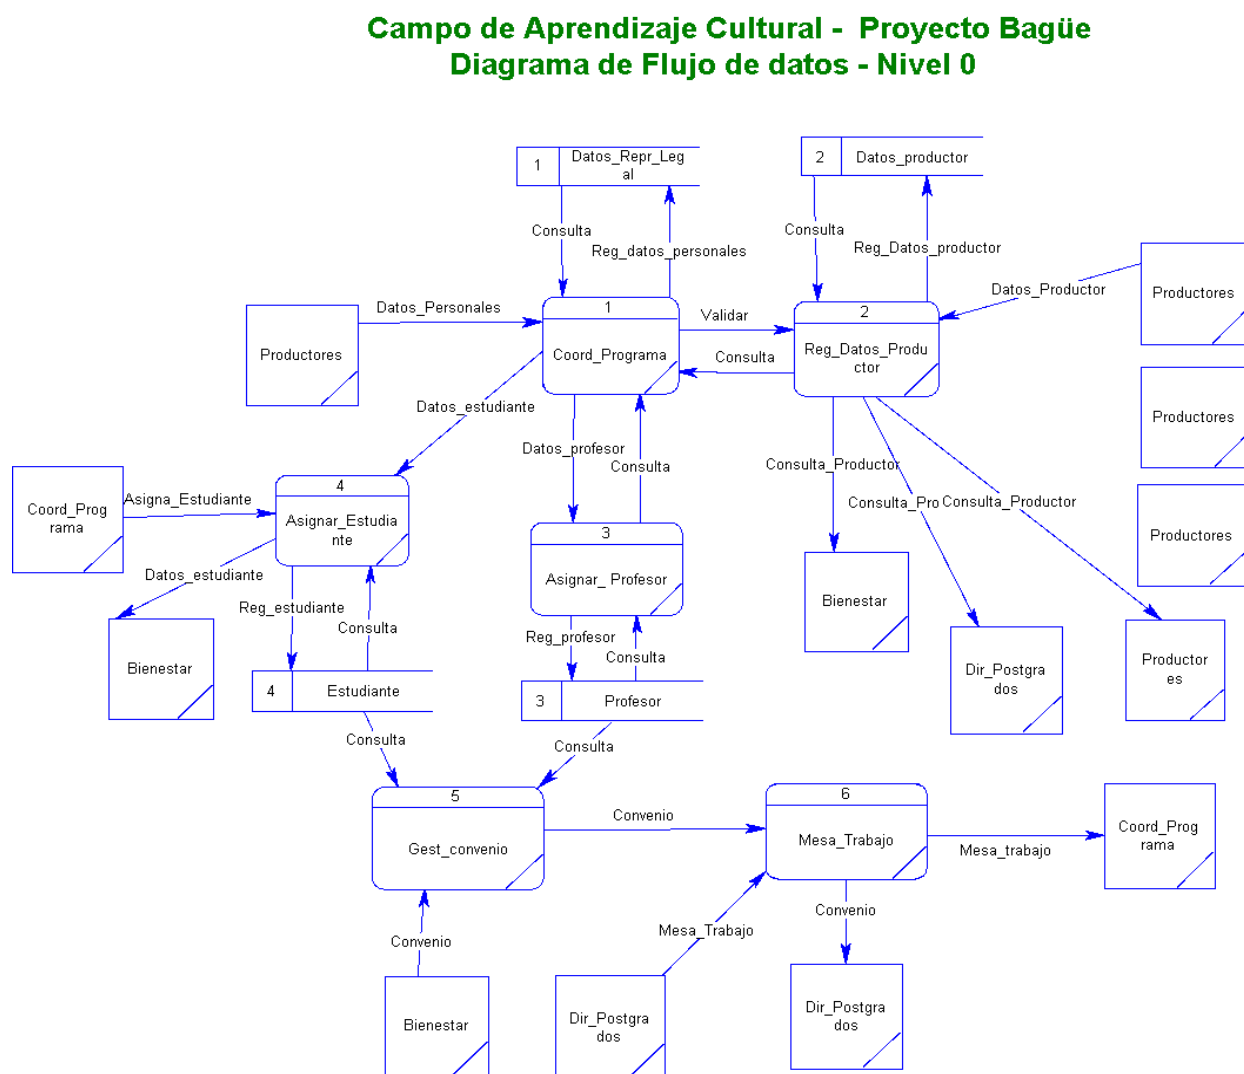 Campo de Aprendizaje Cultural - Proyecto Bagüe
Diagrama de Flujo de datos - Nivel 0
1
Datos_Repr_Leg
al
2
Datos_productor
Consulta
Reg_datos_personales
Consulta
Reg_Datos_productor
Productores
Datos_Personales
1
Coord_Programa
Validar
Consulta
2
Reg_Datos_Produ
ctor
Datos_Productor
Productores
Productores
Productores
Datos_estudiante
Datos_profesor
Consulta
Consulta_Productor
Consulta_Pro
Consulta_Productor
Coord_Prog
rama
Asigna_Estudiante
4
Asignar_Estudia
nte
3
Asignar_ Profesor
Datos_estudiante
Reg_estudiante
Consulta
Reg_profesor
Consulta
Bienestar
Bienestar
Dir_Postgra
dos
Productor
es
4
Estudiante
3
Profesor
Consulta
Consulta
5
Gest_convenio
Convenio
6
Mesa_Trabajo
Mesa_trabajo
Coord_Prog
rama
Convenio
Mesa_Trabajo
Convenio
Bienestar
Dir_Postgra
dos
Dir_Postgra
dos